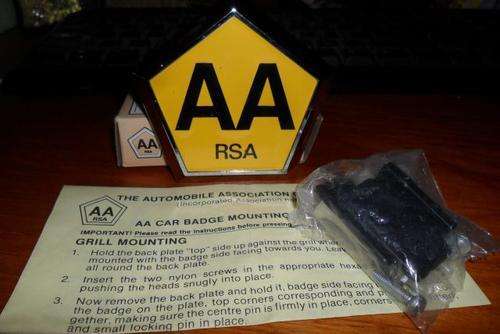 AA
RSA
AA
RSA
AA
RSA
THE AUTOMOBILE ASSOCIATION
(Incorporated Association
AA CAR BADGE MOUNTING
IMPORTANT! Please read the instructions before pressing
GRILL MOUNTING
1. Hold the back plate "top" side up against the grill
mounted with the badge side facing towards you.
all round the back plate.
2. Insert the two nylon screws in the appropriate
pushing the heads snugly into place.
3. Now remove the back plate and hold it, badge side facing
the badge on the plate, top corners corresponding and
gether, making sure the centre pin is firmly in place, corners
and small locking pin in place.